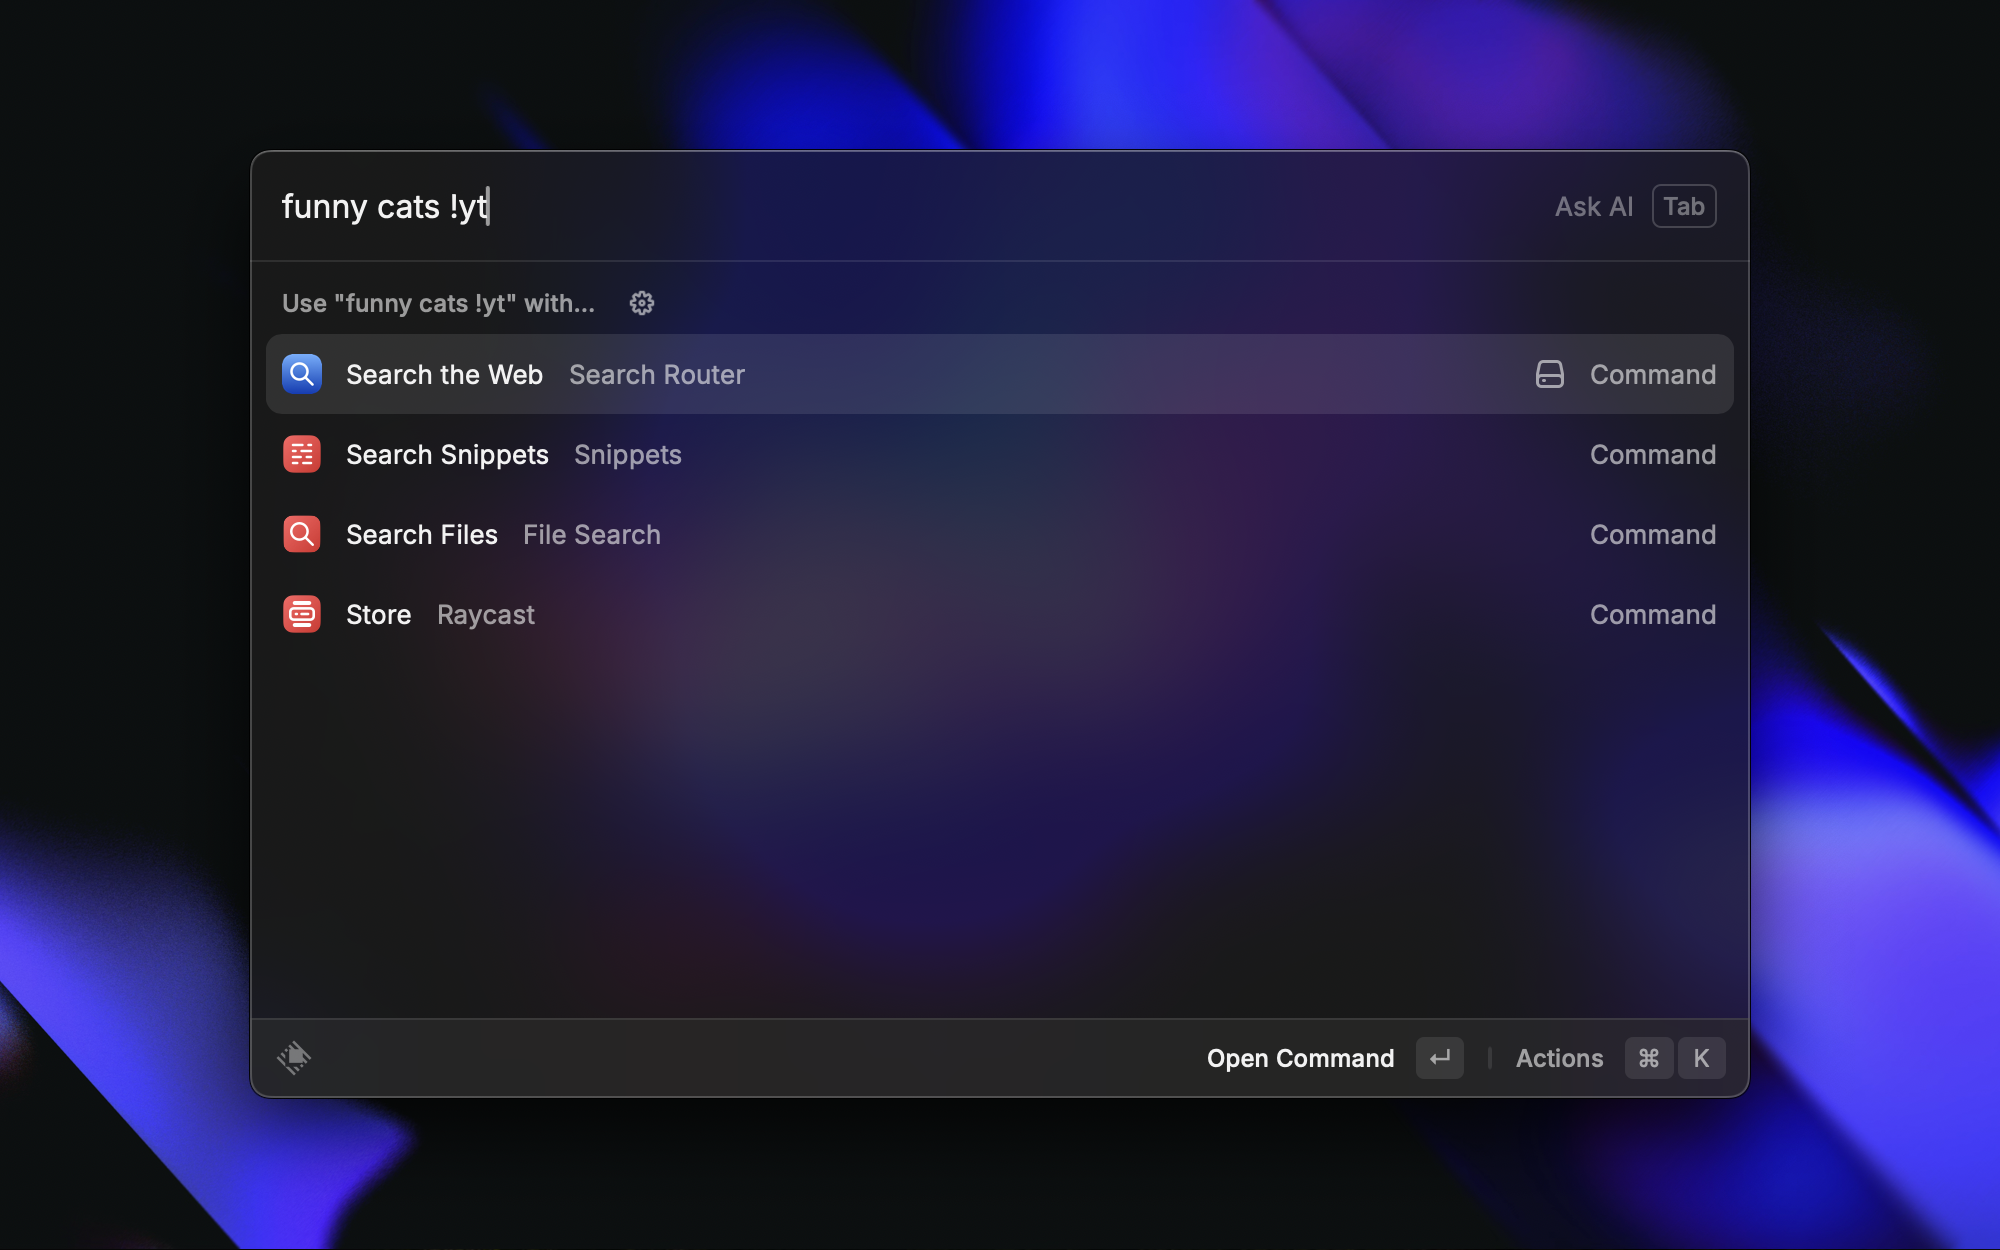 funny cats !yt
Ask AI Tab
Use "funny cats !yt" with...
Search the Web Search Router Command
Search Snippets Snippets Command
Search Files File Search Command
Store Raycast Command
Open Command ↵ Actions ⌘ K